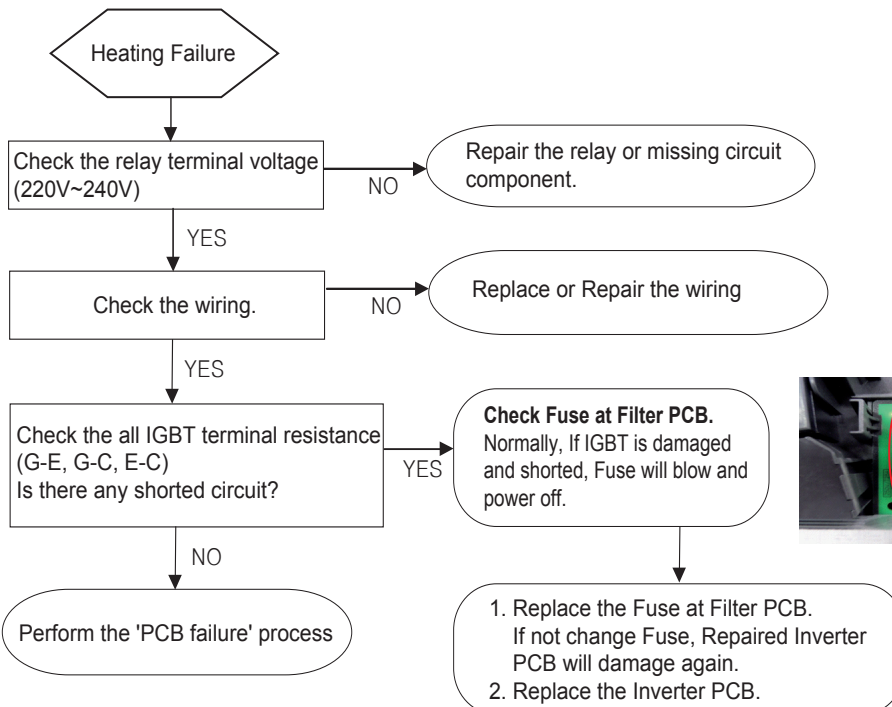 Heating Failure
Check the relay terminal voltage
(220V~240V)
NO
Repair the relay or missing circuit
component.
YES
Check the wiring.
NO
Replace or Repair the wiring
YES
Check the all IGBT terminal resistance
(G-E, G-C, E-C)
Is there any shorted circuit?
YES
Check Fuse at Filter PCB.
Normally, If IGBT is damaged
and shorted, Fuse will blow and
power off.
NO
Perform the 'PCB failure' process
1. Replace the Fuse at Filter PCB.
If not change Fuse, Repaired Inverter
PCB will damage again.
2. Replace the Inverter PCB.